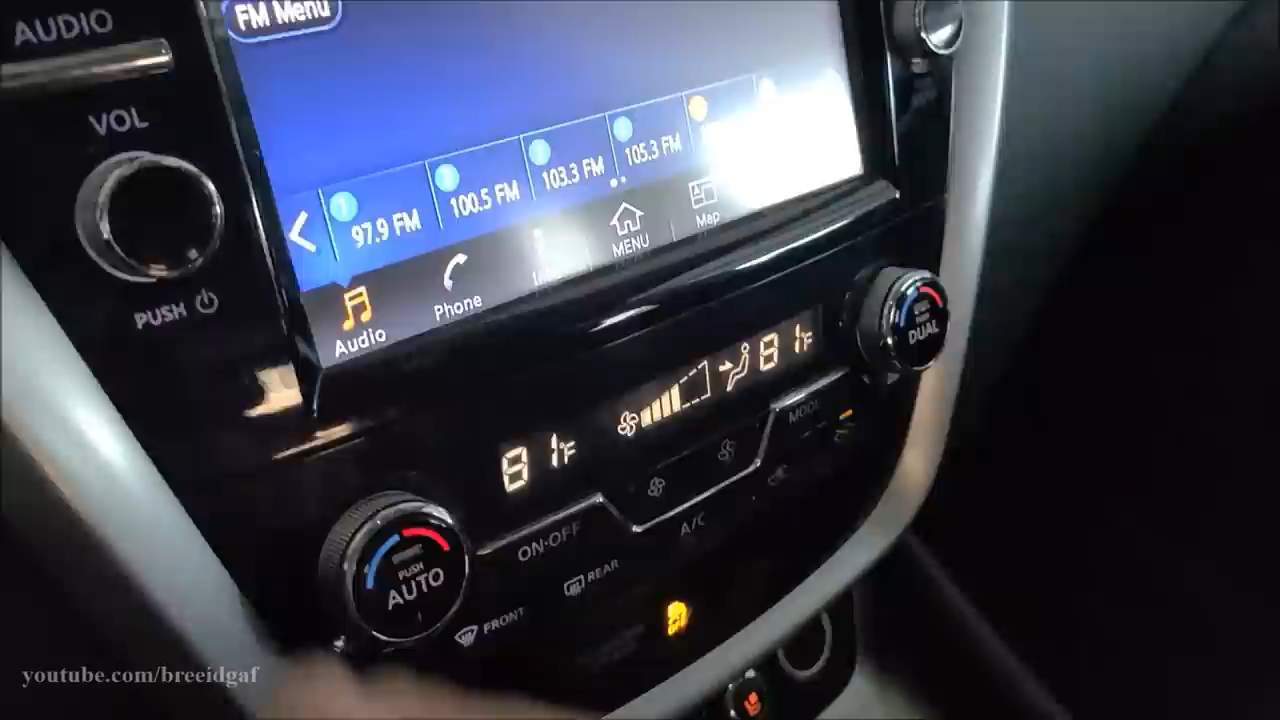 AUDIO
FM Menu
VOL
PUSH
97.9 FM
100.5 FM
103.3 FM
105.3 FM
Audio
Phone
MENU
Map
81°F
81°F
PUSH
DUAL
MODE
ON·OFF
A/C
PUSH
AUTO
FRONT
REAR
youtube.com/breeidgaf